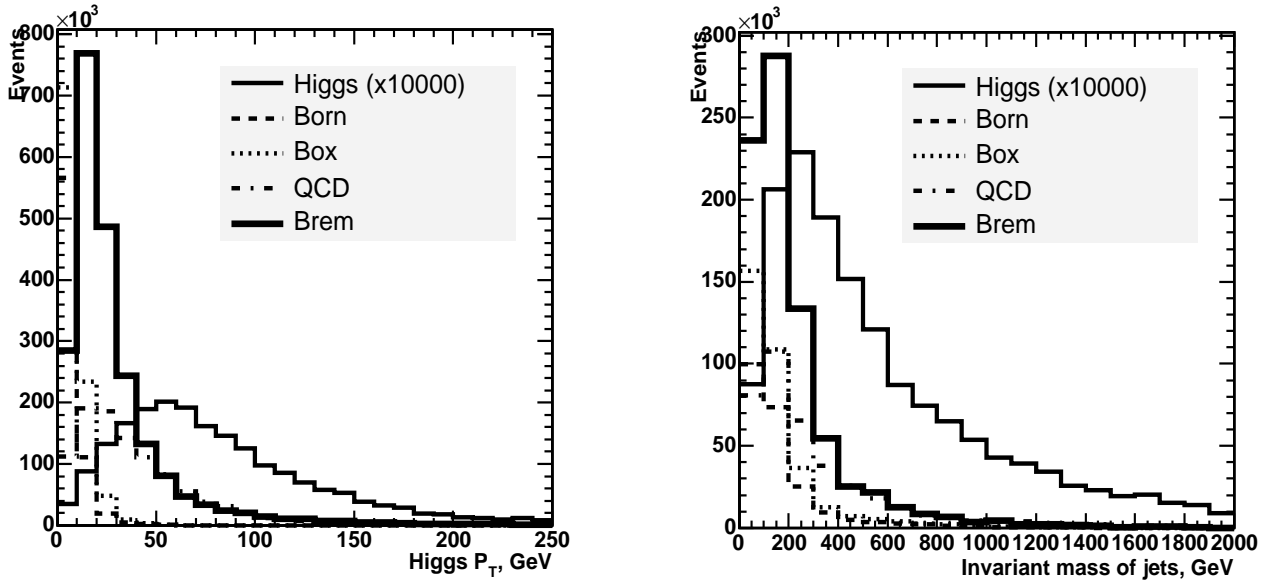 ×10³
800
700
600
500
400
300
200
100
0
Events
Higgs (x10000)
Born
Box
QCD
Brem
0 50 100 150 200 250
Higgs P_T, GeV
×10³
300
250
200
150
100
50
0
Events
Higgs (x10000)
Born
Box
QCD
Brem
0 200 400 600 800 1000 1200 1400 1600 1800 2000
Invariant mass of jets, GeV